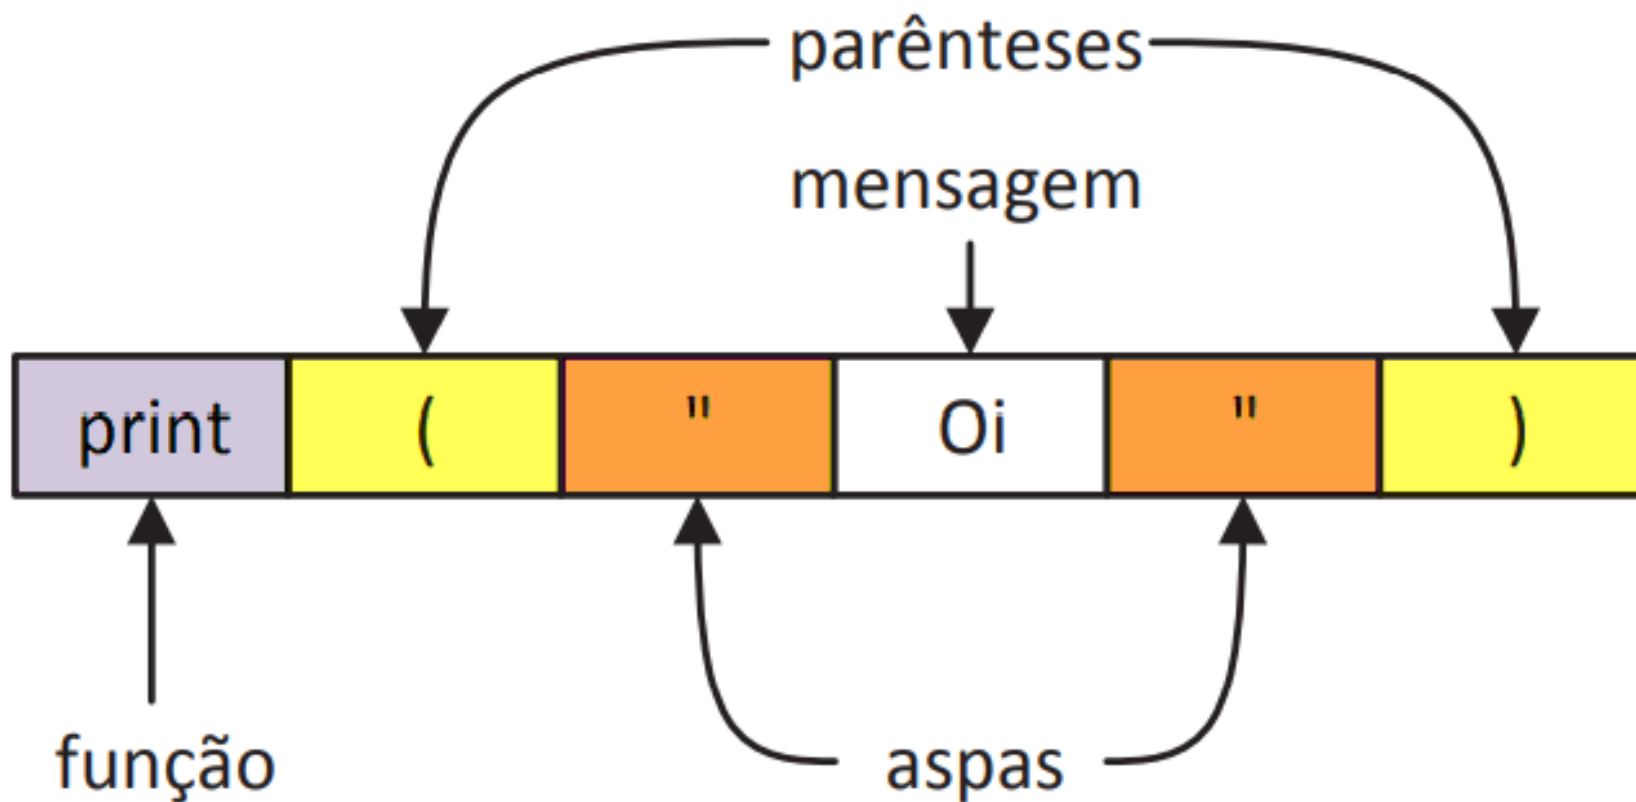 parênteses
mensagem
print ( " Oi " )
função aspas